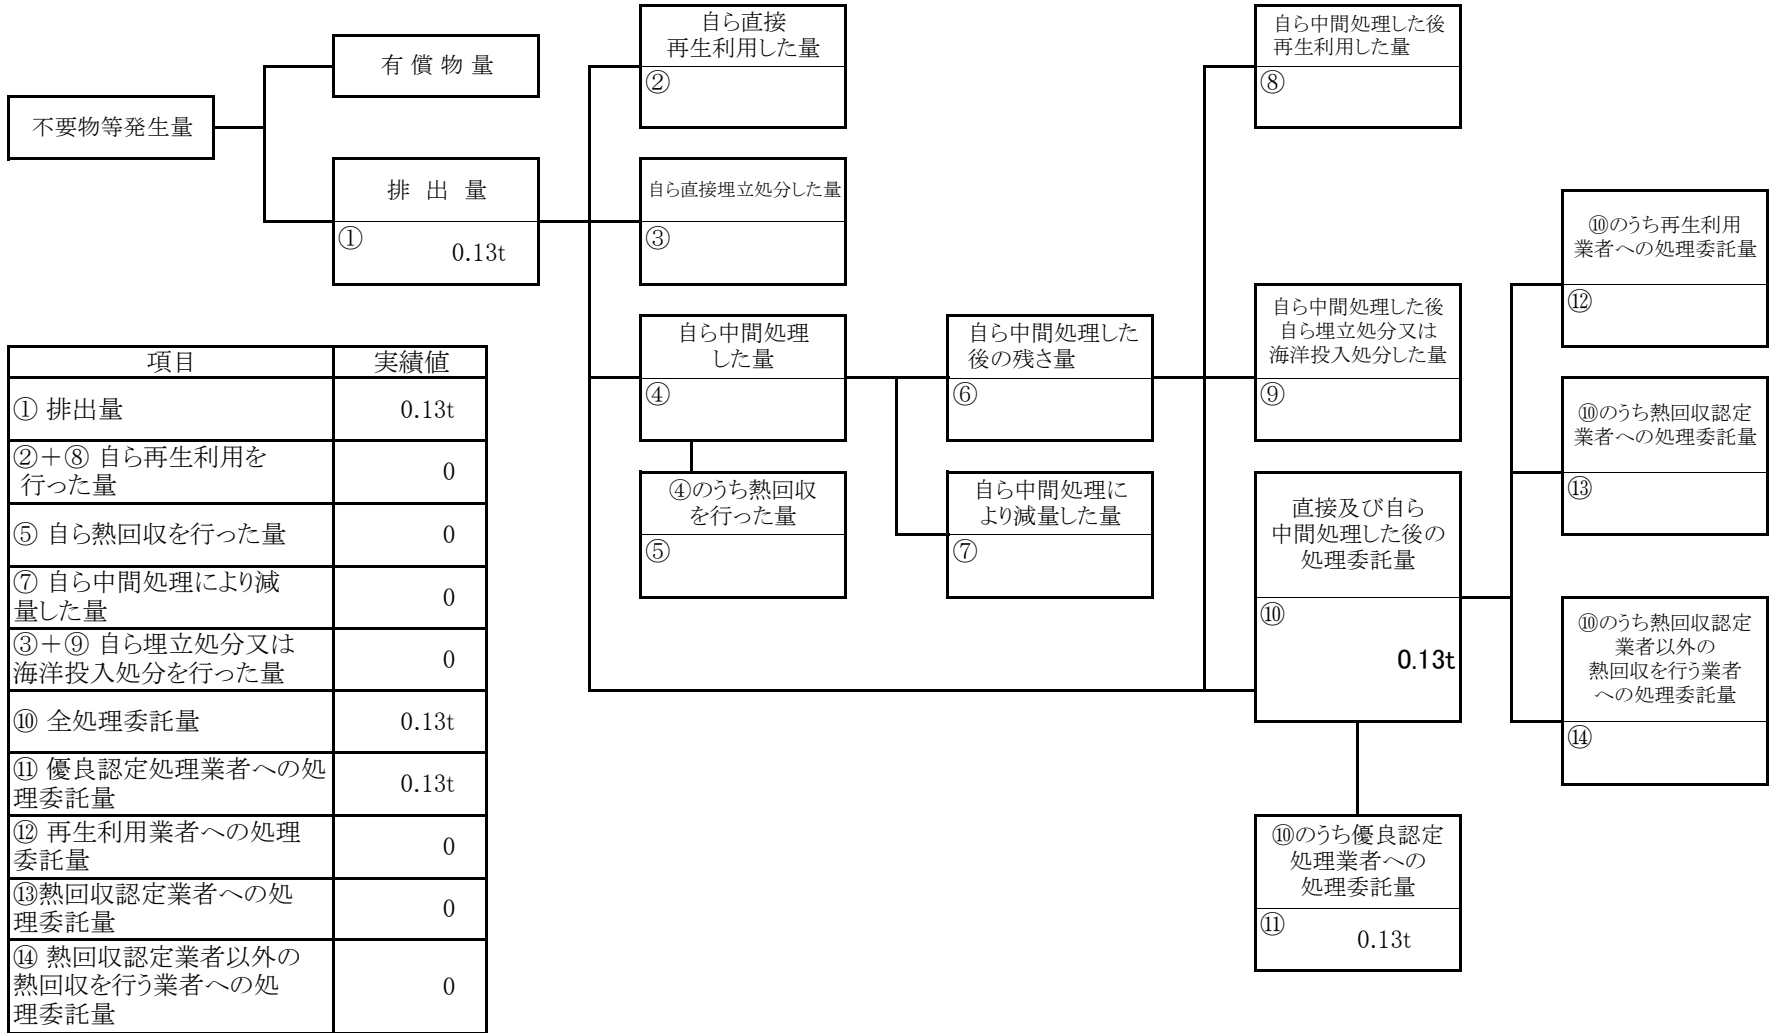 不要物等発生量
有 償 物 量
排 出 量
①
0.13t
自ら直接
再生利用した量
②
自ら直接埋立処分した量
③
自ら中間処理
した量
④
④のうち熱回収
を行った量
⑤
自ら中間処理した
後の残さ量
⑥
自ら中間処理に
より減量した量
⑦
自ら中間処理した後
再生利用した量
⑧
自ら中間処理した後
自ら埋立処分又は
海洋投入処分した量
⑨
直接及び自ら
中間処理した後の
処理委託量
⑩
0.13t
⑩のうち優良認定
処理業者への
処理委託量
⑪
0.13t
⑩のうち再生利用
業者への処理委託量
⑫
⑩のうち熱回収認定
業者への処理委託量
⑬
⑩のうち熱回収認定
業者以外の
熱回収を行う業者
への処理委託量
⑭
項目 実績値
① 排出量 0.13t
②＋⑧ 自ら再生利用を
行った量 0
⑤ 自ら熱回収を行った量 0
⑦ 自ら中間処理により減
量した量 0
③＋⑨ 自ら埋立処分又は
海洋投入処分を行った量 0
⑩ 全処理委託量 0.13t
⑪ 優良認定処理業者への処
理委託量 0.13t
⑫ 再生利用業者への処理
委託量 0
⑬熱回収認定業者への処
理委託量 0
⑭ 熱回収認定業者以外の
熱回収を行う業者への処
理委託量 0